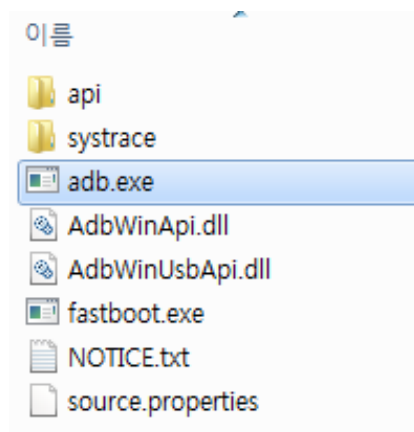 이름
api
systrace
adb.exe
AdbWinApi.dll
AdbWinUsbApi.dll
fastboot.exe
NOTICE.txt
source.properties